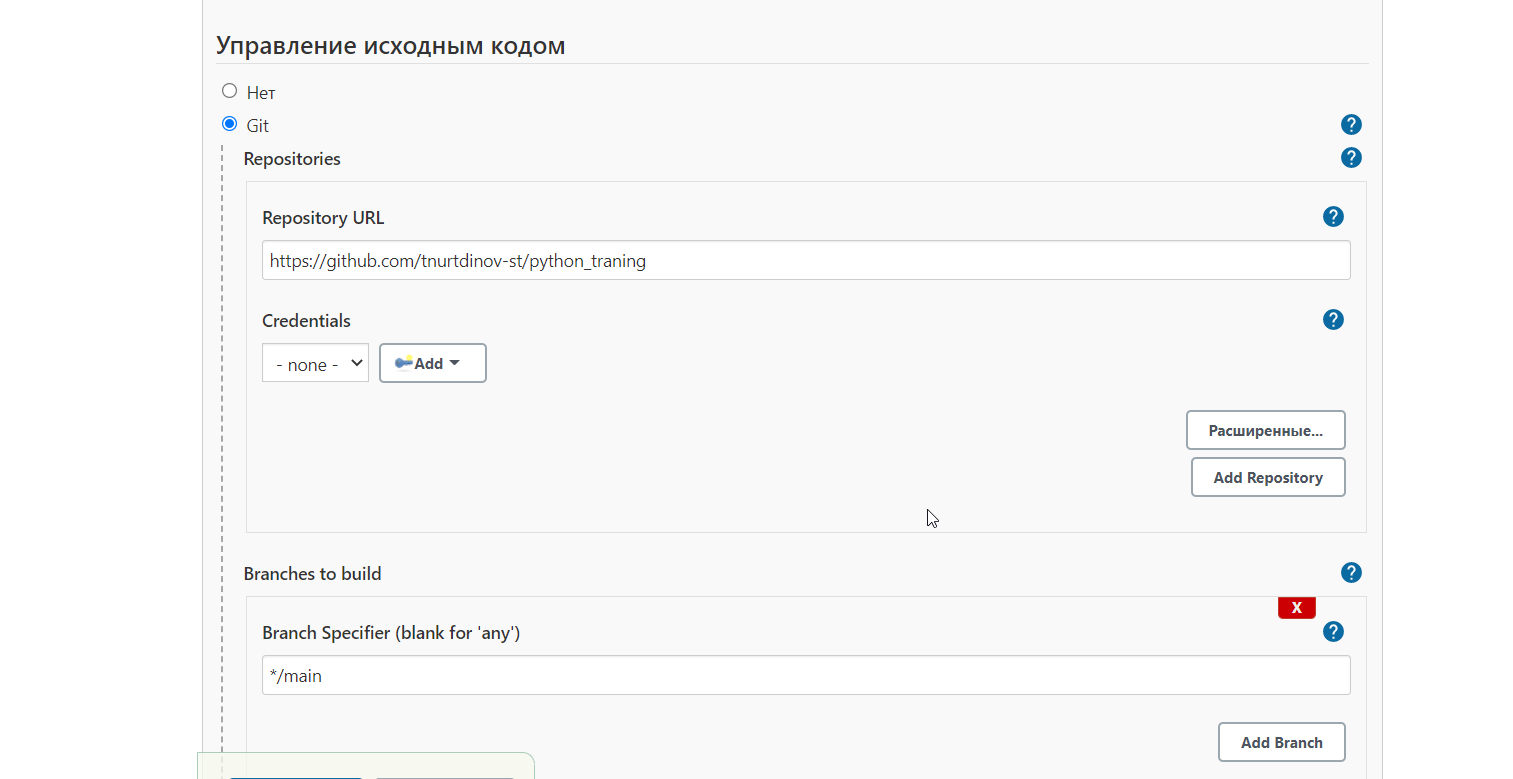 Управление исходным кодом
Нет
Git
?
Repositories
?
Repository URL
?
https://github.com/tnurtdinov-st/python_traning
Credentials
?
- none -
Add
Расширенные...
Add Repository
Branches to build
?
X
Branch Specifier (blank for 'any')
?
*/main
Add Branch